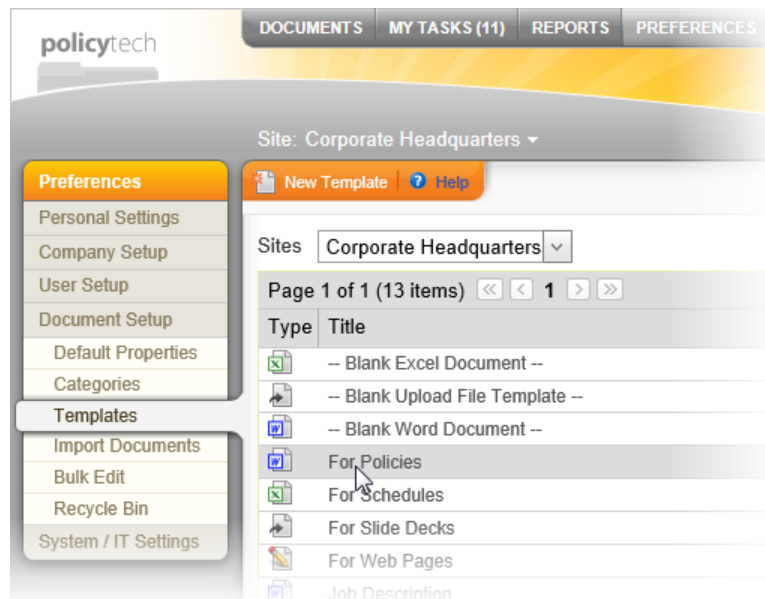 policytech
DOCUMENTS MY TASKS (11) REPORTS PREFERENCES
Site: Corporate Headquarters
Preferences
Personal Settings
Company Setup
User Setup
Document Setup
Default Properties
Categories
Templates
Import Documents
Bulk Edit
Recycle Bin
System / IT Settings
New Template Help
Sites Corporate Headquarters
Page 1 of 1 (13 items) 1
Type Title
-- Blank Excel Document --
-- Blank Upload File Template --
-- Blank Word Document --
For Policies
For Schedules
For Slide Decks
For Web Pages
Job Description